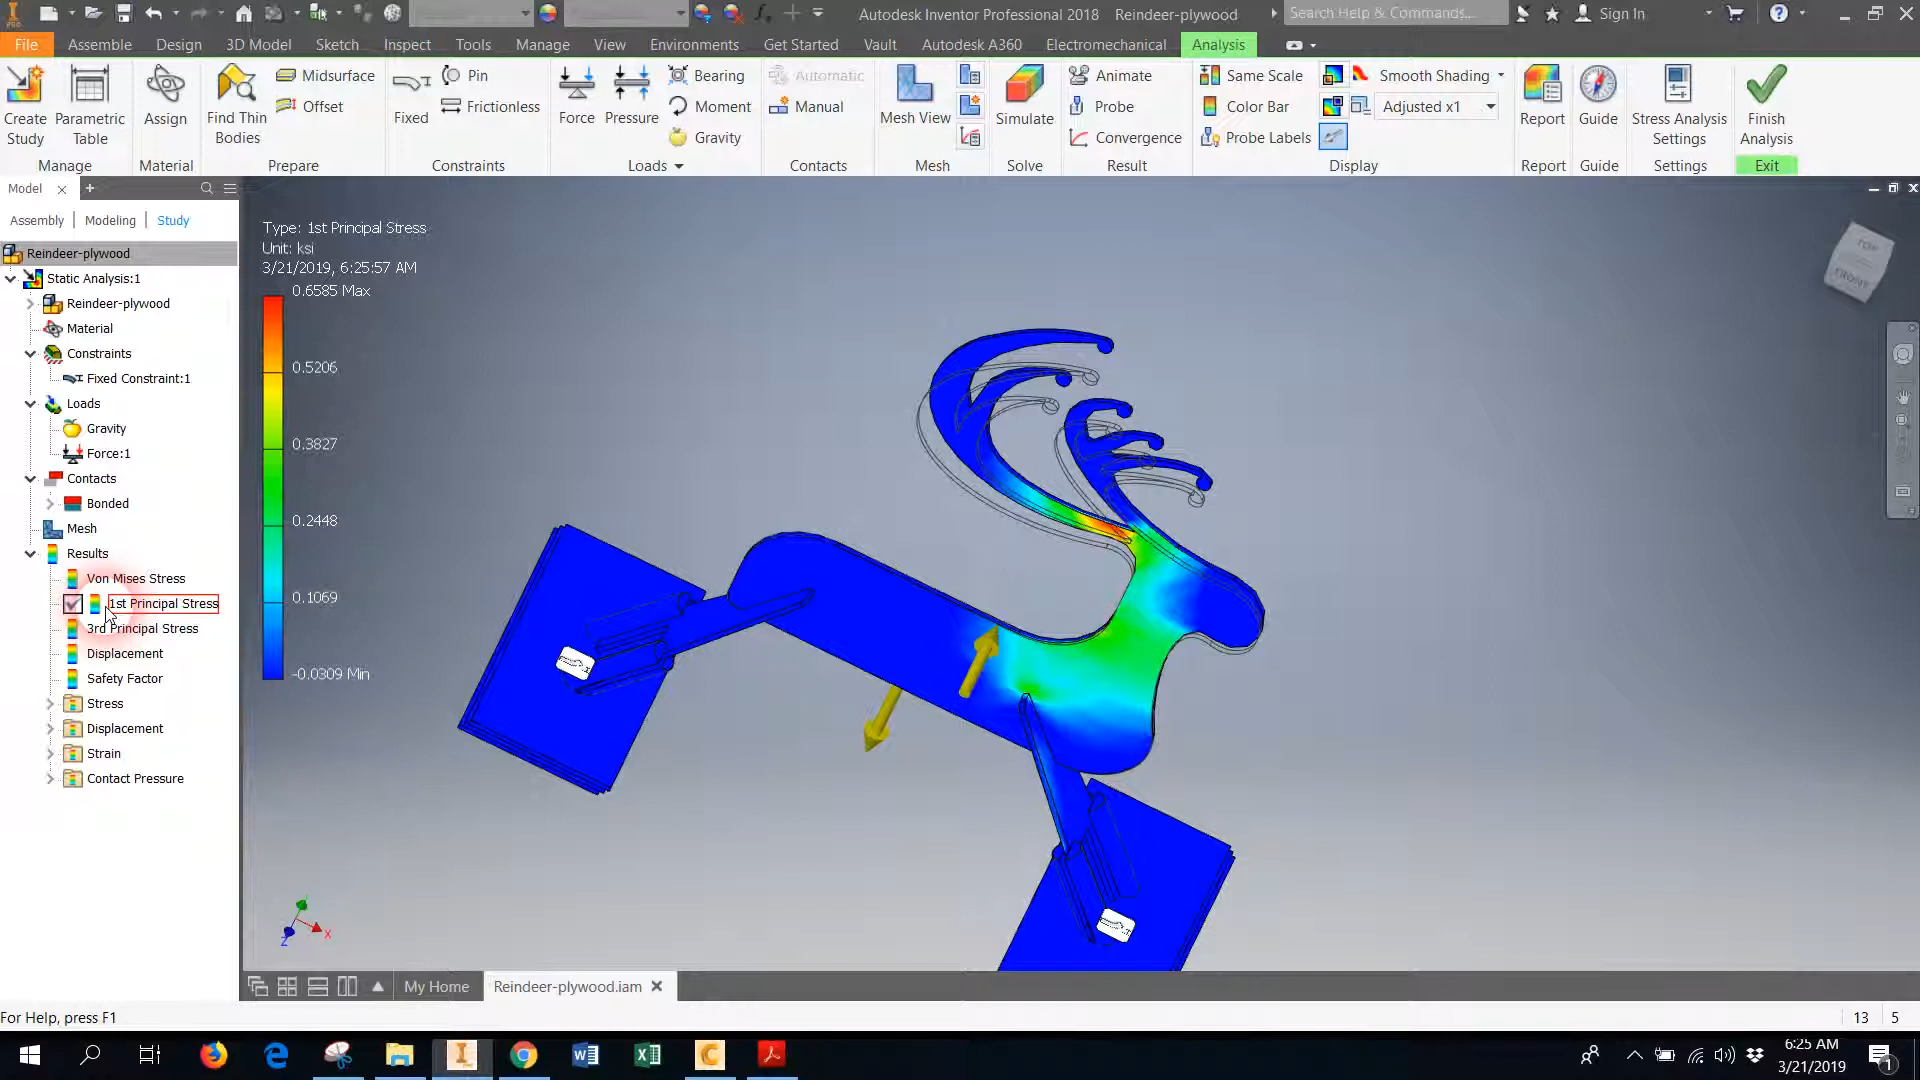 Autodesk Inventor Professional 2018 Reindeer-plywood
Search Help & Commands...
Sign In
File Assembly Design 3D Model Sketch Inspect Tools Manage View Environments Get Started Vault Autodesk A360 Electromechanical Analysis
Create Study
Parametric Table
Manage
Assign
Material
Find Thin Bodies
Midsurface
Offset
Prepare
Fixed
Pin
Frictionless
Constraints
Force
Pressure
Bearing
Moment
Gravity
Loads
Automatic
Manual
Contacts
Mesh View
Mesh
Simulate
Solve
Animate
Probe
Convergence
Result
Same Scale
Color Bar
Probe Labels
Smooth Shading
Adjusted x1
Display
Report
Report
Guide
Guide
Stress Analysis Settings
Settings
Finish Analysis
Exit
Model
Assembly Modeling Study
Reindeer-plywood
Static Analysis:1
Reindeer-plywood
Material
Constraints
Fixed Constraint:1
Loads
Gravity
Force:1
Contacts
Bonded
Mesh
Results
Von Mises Stress
1st Principal Stress
3rd Principal Stress
Displacement
Safety Factor
Stress
Displacement
Strain
Contact Pressure
Type: 1st Principal Stress
Unit: ksi
3/21/2019, 6:25:57 AM
0.6585 Max
0.5206
0.3827
0.2448
0.1069
-0.0309 Min
TOP
FRONT
X
Z
My Home
Reindeer-plywood.iam
For Help, press F1
13 5
6:25 AM
3/21/2019
1